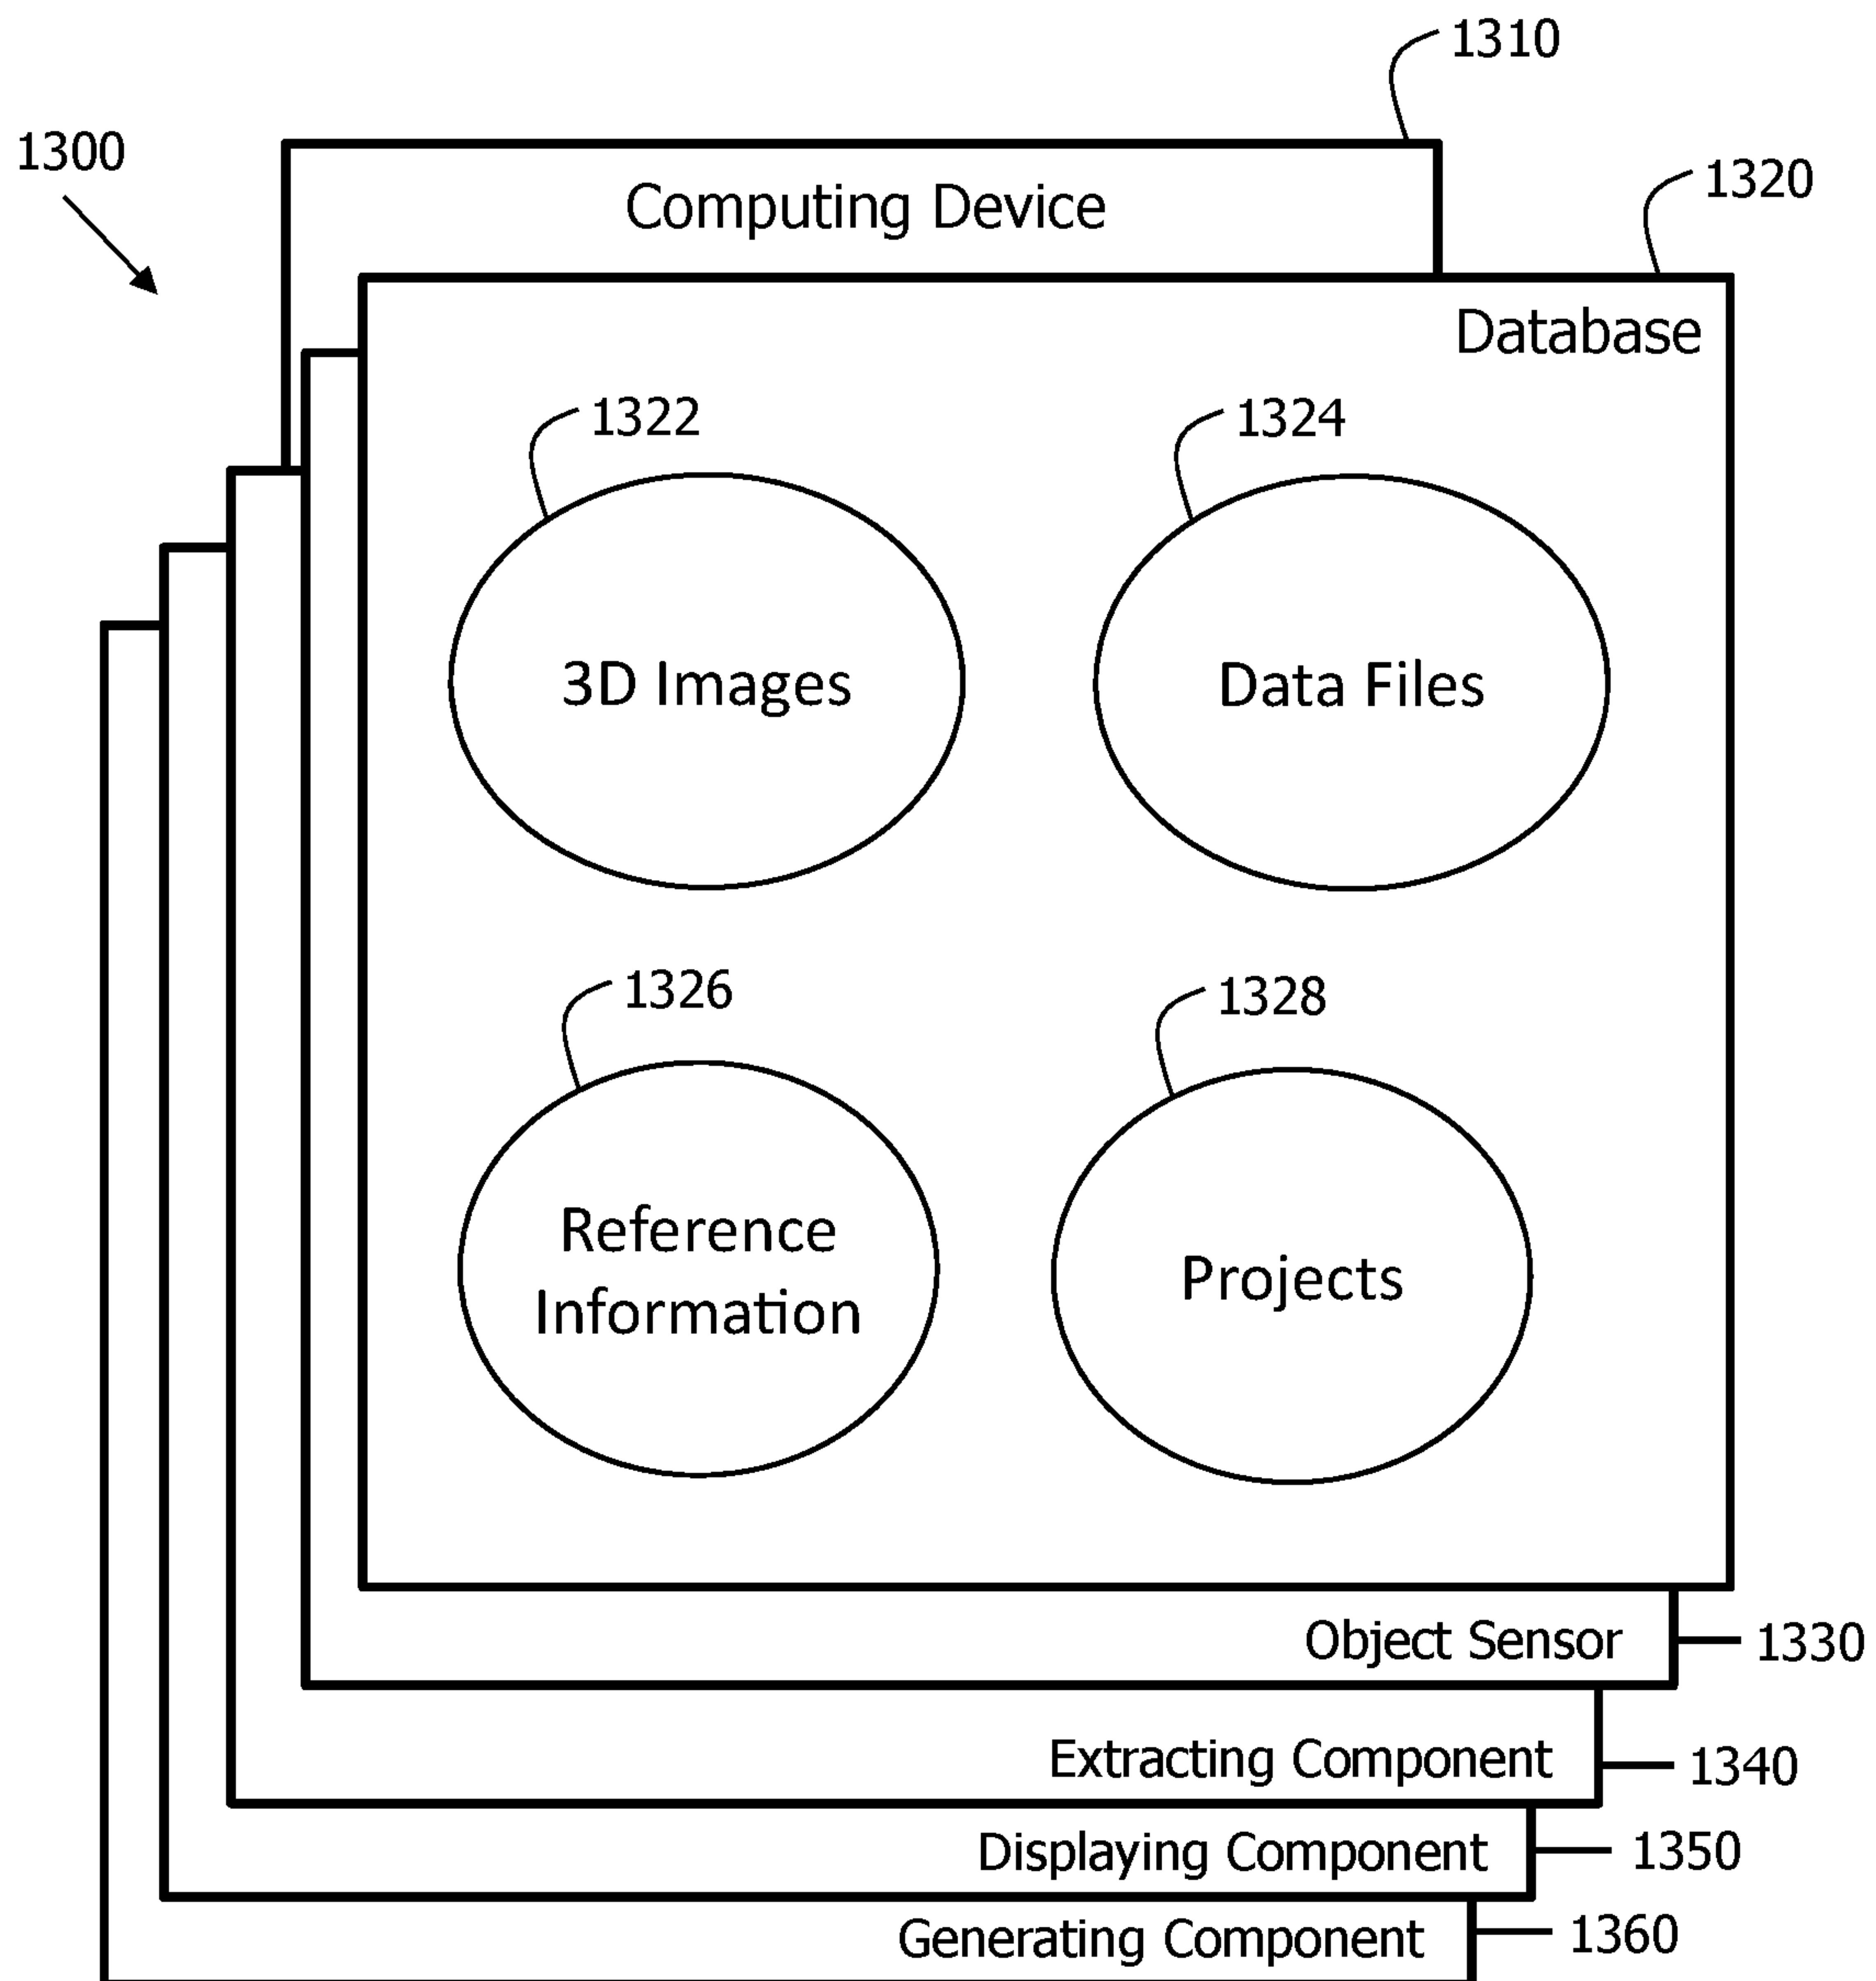 1310
1300
1320
Computing Device
Database
1322
1324
3D Images
Data Files
1326
1328
Reference
Information
Projects
Object Sensor
1330
Extracting Component
1340
Displaying Component
1350
Generating Component
1360